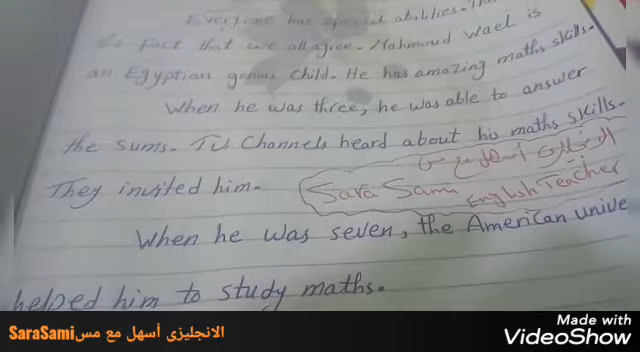 Everyone has special abilities. Th
the fact that we all agree. Mahmoud Wael is
an Egyptian genius child. He has amazing maths skills.
When he was three, he was able to answer
the sums. TV Channels heard about his maths skills.
They invited him.
الانجليزى أسهل مع مس
Sara Sami
English Teacher
When he was seven, the American unive
helped him to study maths.
الانجليزى أسهل مع مس SaraSami
Made with
VideoShow